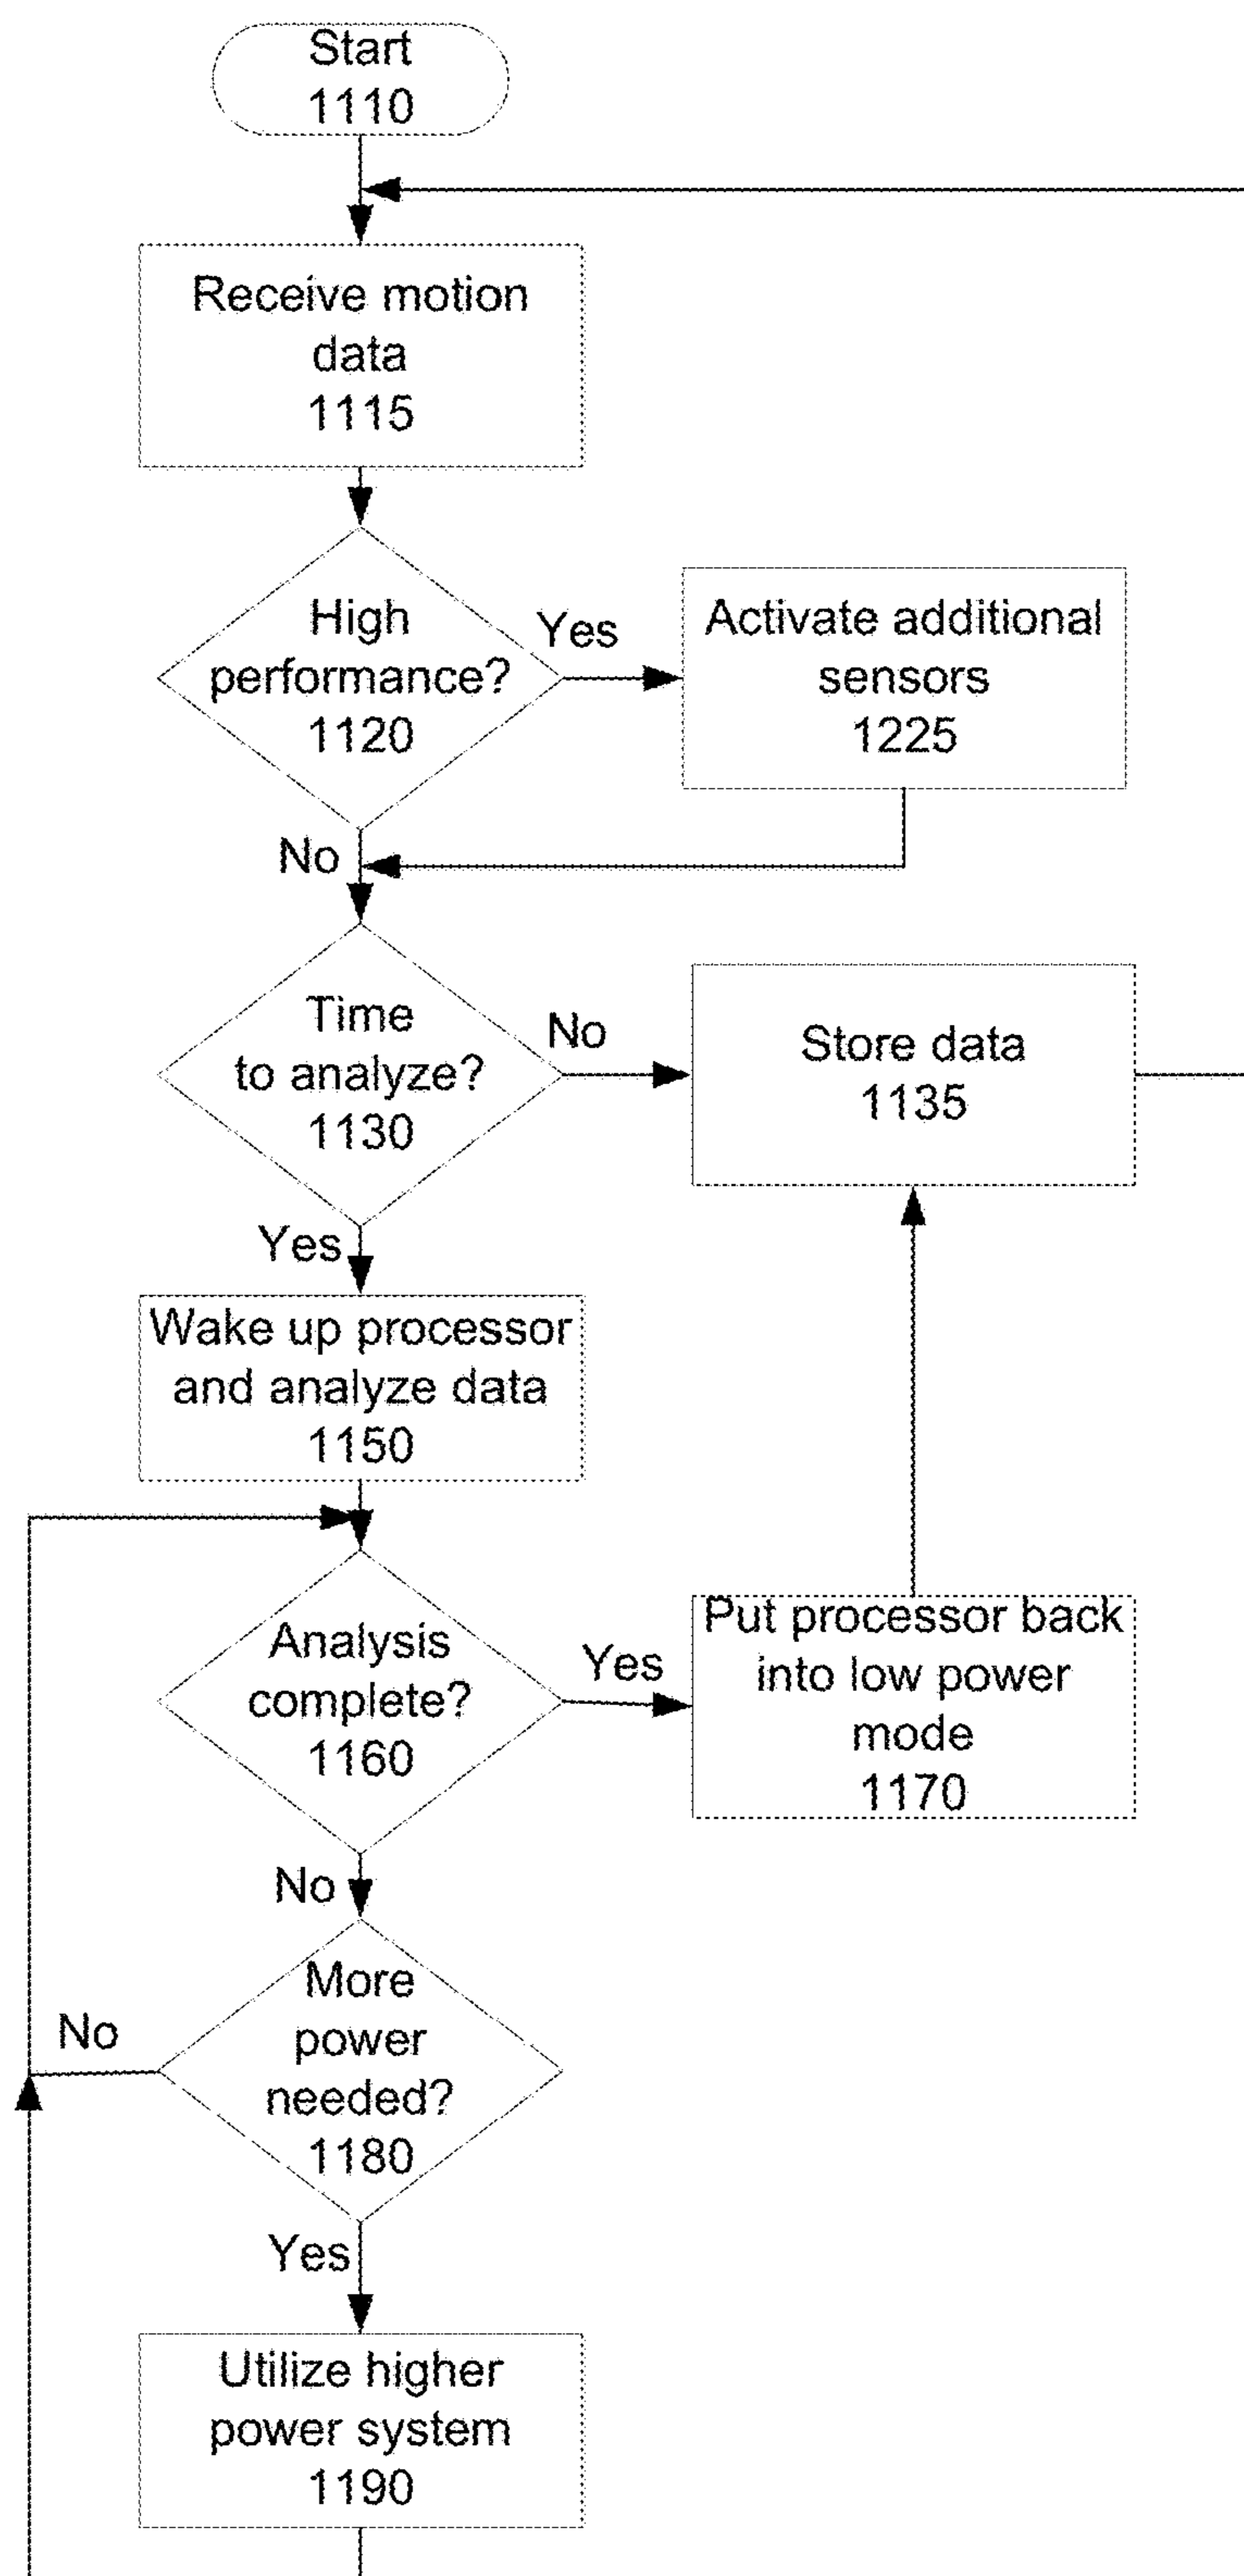 Start
1110
Receive motion
data
1115
High
performance?
1120
Yes
Activate additional
sensors
1225
No
Time
to analyze?
1130
No
Store data
1135
Yes
Wake up processor
and analyze data
1150
Analysis
complete?
1160
Yes
Put processor back
into low power
mode
1170
No
More
power
needed?
1180
No
Yes
Utilize higher
power system
1190